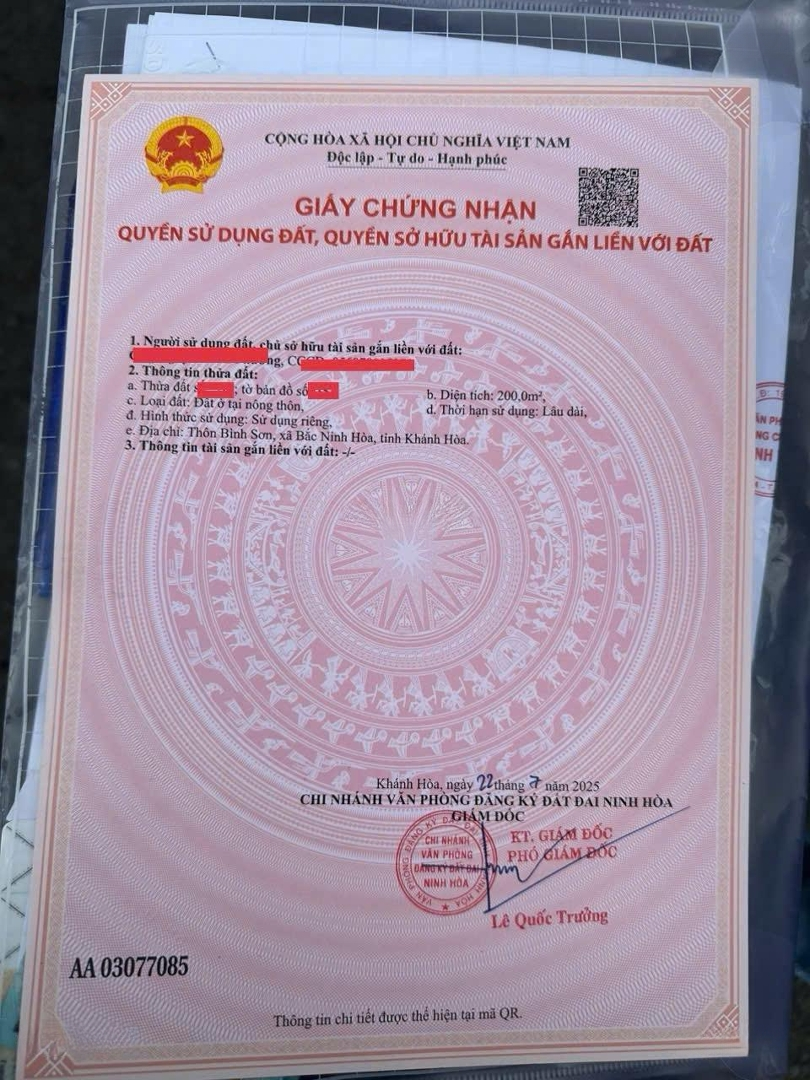 CỘNG HÒA XÃ HỘI CHỦ NGHĨA VIỆT NAM
Độc lập - Tự do - Hạnh phúc
GIẤY CHỨNG NHẬN
QUYỀN SỬ DỤNG ĐẤT, QUYỀN SỞ HỮU TÀI SẢN GẮN LIỀN VỚI ĐẤT
1. Người sử dụng đất, chủ sở hữu tài sản gắn liền với đất:
2. Thông tin thửa đất:
a. Thửa đất ; tờ bản đồ số
b. Diện tích: 200,0m²,
c. Loại đất: Đất ở tại nông thôn,
d. Thời hạn sử dụng: Lâu dài,
đ. Hình thức sử dụng: Sử dụng riêng,
e. Địa chỉ: Thôn Bình Sơn, xã Bắc Ninh Hòa, tỉnh Khánh Hòa.
3. Thông tin tài sản gắn liền với đất: -/-
Khánh Hòa, ngày 22 tháng 7 năm 2025
CHI NHÁNH VĂN PHÒNG ĐĂNG KÝ ĐẤT ĐAI NINH HÒA
GIÁM ĐỐC
KT. GIÁM ĐỐC
PHÓ GIÁM ĐỐC
CHI NHÁNH
VĂN PHÒNG
ĐĂNG KÝ ĐẤT ĐAI
NINH HÒA
Lê Quốc Trưởng
AA 03077085
Thông tin chi tiết được thể hiện tại mã QR.